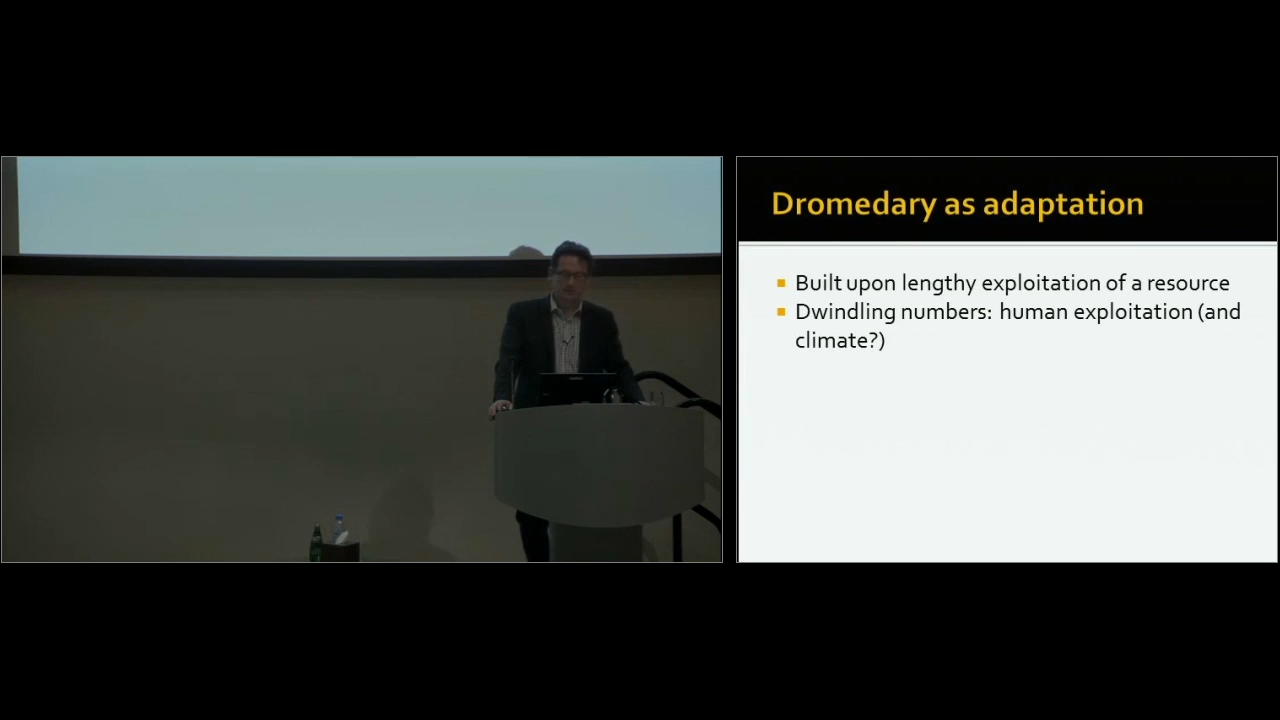 Dromedary as adaptation
Built upon lengthy exploitation of a resource
Dwindling numbers: human exploitation (and
climate?)